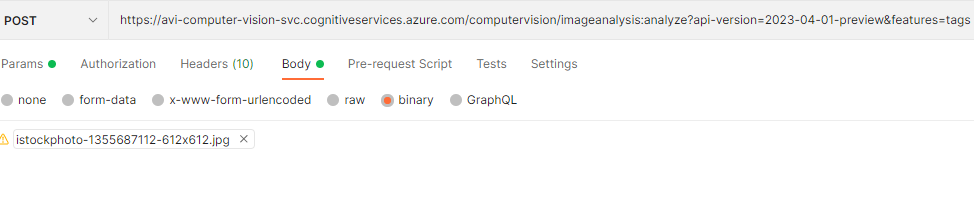 POST https://avi-computer-vision-svc.cognitiveservices.azure.com/computervision/imageanalysis:analyze?api-version=2023-04-01-preview&features=tags
Params Authorization Headers (10) Body Pre-request Script Tests Settings
none form-data x-www-form-urlencoded raw binary GraphQL
istockphoto-1355687112-612x612.jpg